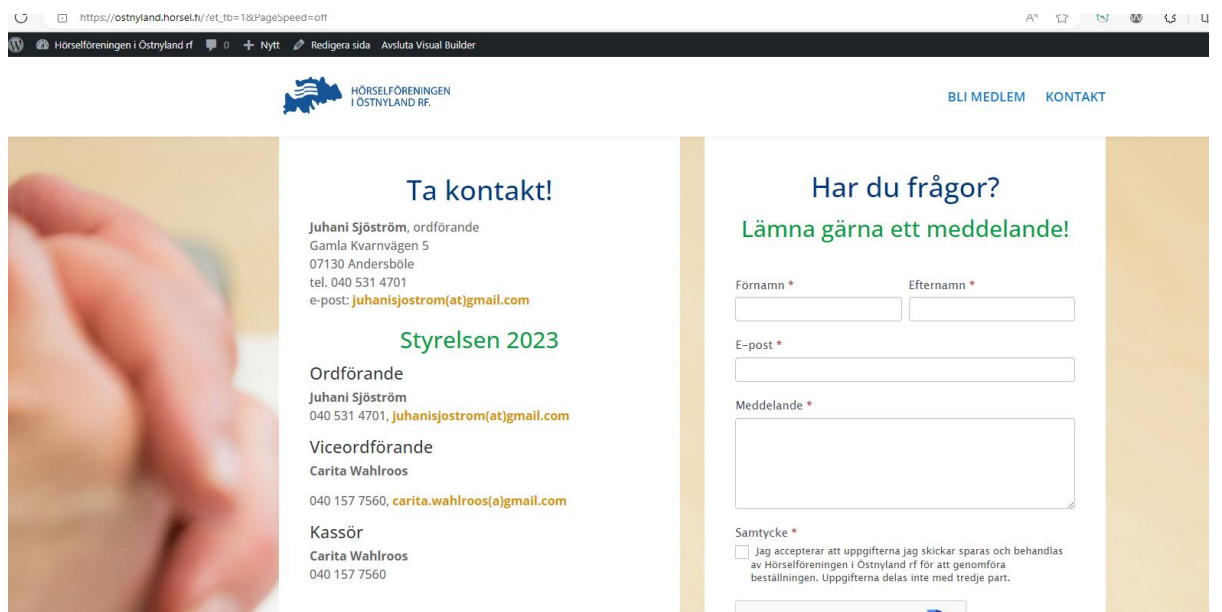 https://ostnyland.horsel.fi/?et_fb=1&PageSpeed=off
Hörselföreningen i Östnyland rf 0 + Nytt Redigera sida Avsluta Visual Builder
HÖRSELFÖRENINGEN
I ÖSTNYLAND RF.
BLI MEDLEM KONTAKT
Ta kontakt!
Juhani Sjöström, ordförande
Gamla Kvarnvägen 5
07130 Andersböle
tel. 040 531 4701
e-post: juhanisjostrom(at)gmail.com
Styrelsen 2023
Ordförande
Juhani Sjöström
040 531 4701, juhanisjostrom(at)gmail.com
Viceordförande
Carita Wahlroos
040 157 7560, carita.wahlroos(a)gmail.com
Kassör
Carita Wahlroos
040 157 7560
Har du frågor?
Lämna gärna ett meddelande!
Förnamn * Efternamn *
E-post *
Meddelande *
Samtycke *
Jag accepterar att uppgifterna jag skickar sparas och behandlas
av Hörselföreningen i Östnyland rf för att genomföra
beställningen. Uppgifterna delas inte med tredje part.